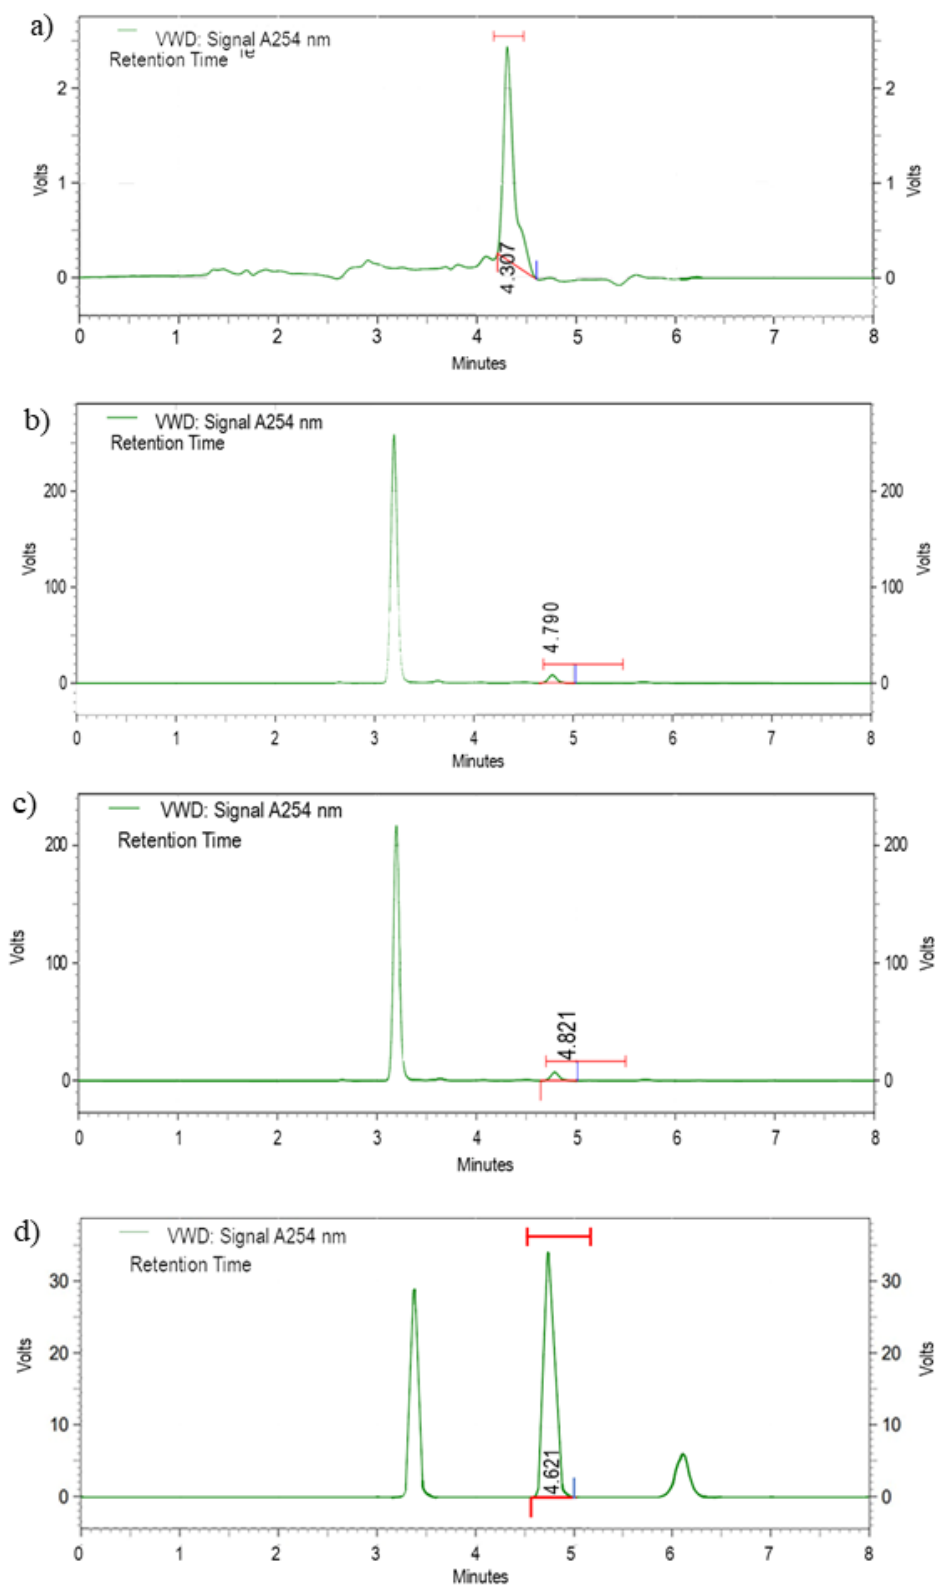 a)
VWD: Signal A254 nm
Retention Time
2 2
1 1
0 0
Volts Volts
4.307
0 1 2 3 4 5 6 7 8
Minutes
b)
VWD: Signal A254 nm
Retention Time
200 200
100 100
0 0
Volts Volts
4.790
0 1 2 3 4 5 6 7 8
Minutes
c)
VWD: Signal A254 nm
Retention Time
200 200
100 100
0 0
Volts Volts
4.821
0 1 2 3 4 5 6 7 8
Minutes
d)
VWD: Signal A254 nm
Retention Time
30 30
20 20
10 10
0 0
Volts Volts
4.621
0 1 2 3 4 5 6 7 8
Minutes